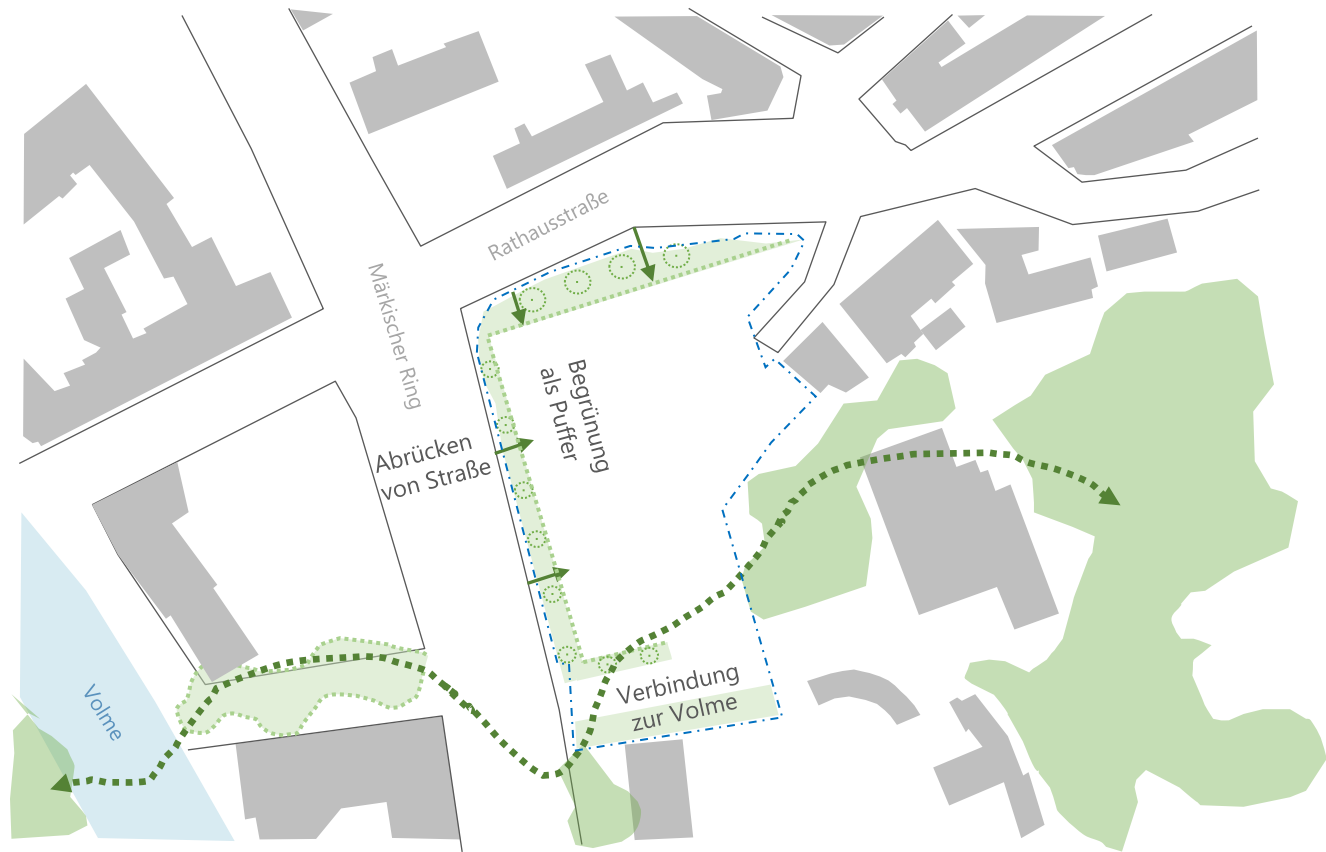 Rathausstraße
Märkischer Ring
Begrünung
als Puffer
Abrücken
von Straße
Verbindung
zur Volme
Volme